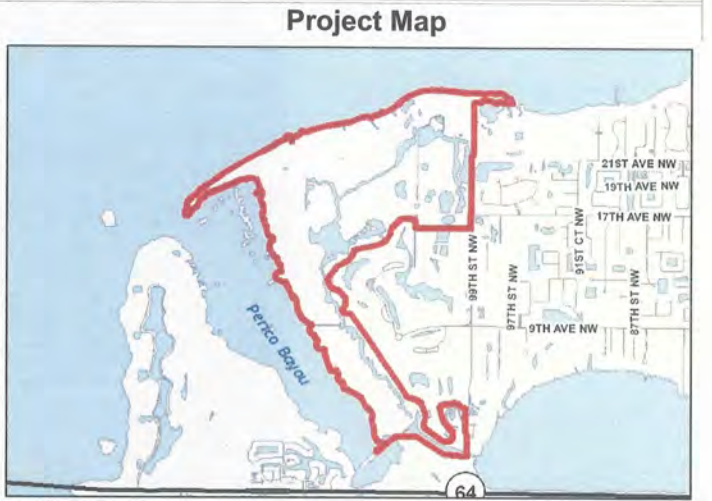 Project Map
21ST AVE NW
19TH AVE NW
17TH AVE NW
99TH ST NW
97TH ST NW
91ST CT NW
87TH ST NW
9TH AVE NW
Perico Bayou
64